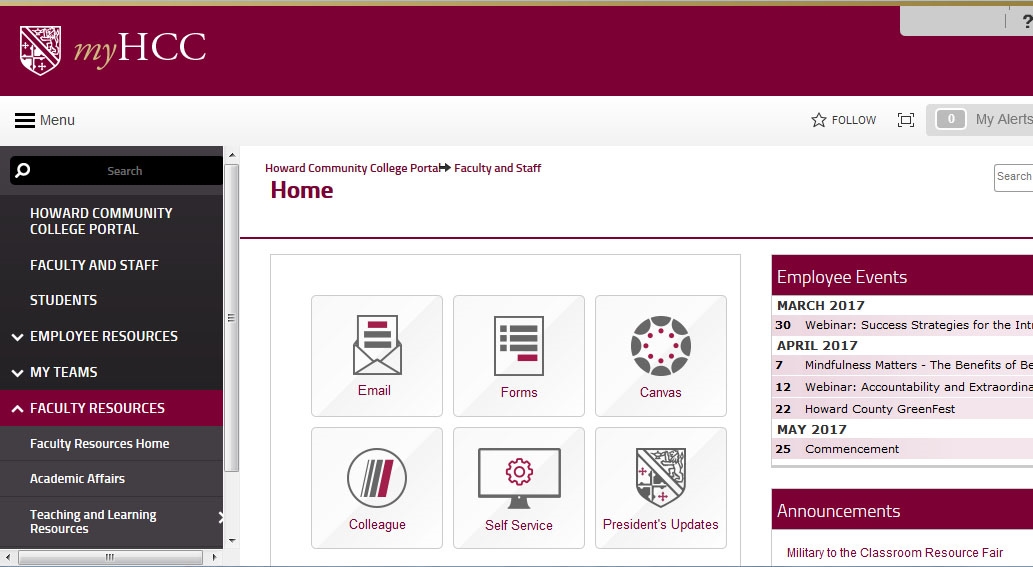 ?
myHCC
Menu
FOLLOW
0 My Alerts
Search
HOWARD COMMUNITY
COLLEGE PORTAL
FACULTY AND STAFF
STUDENTS
EMPLOYEE RESOURCES
MY TEAMS
FACULTY RESOURCES
Faculty Resources Home
Academic Affairs
Teaching and Learning
Resources
Howard Community College Portal Faculty and Staff
Home
Search
Email
Forms
Canvas
Colleague
Self Service
President's Updates
Employee Events
MARCH 2017
30 Webinar: Success Strategies for the
APRIL 2017
7 Mindfulness Matters - The Benefits of
12 Webinar: Accountability and
22 Howard County GreenFest
MAY 2017
25 Commencement
Announcements
Military to the Classroom Resource Fair